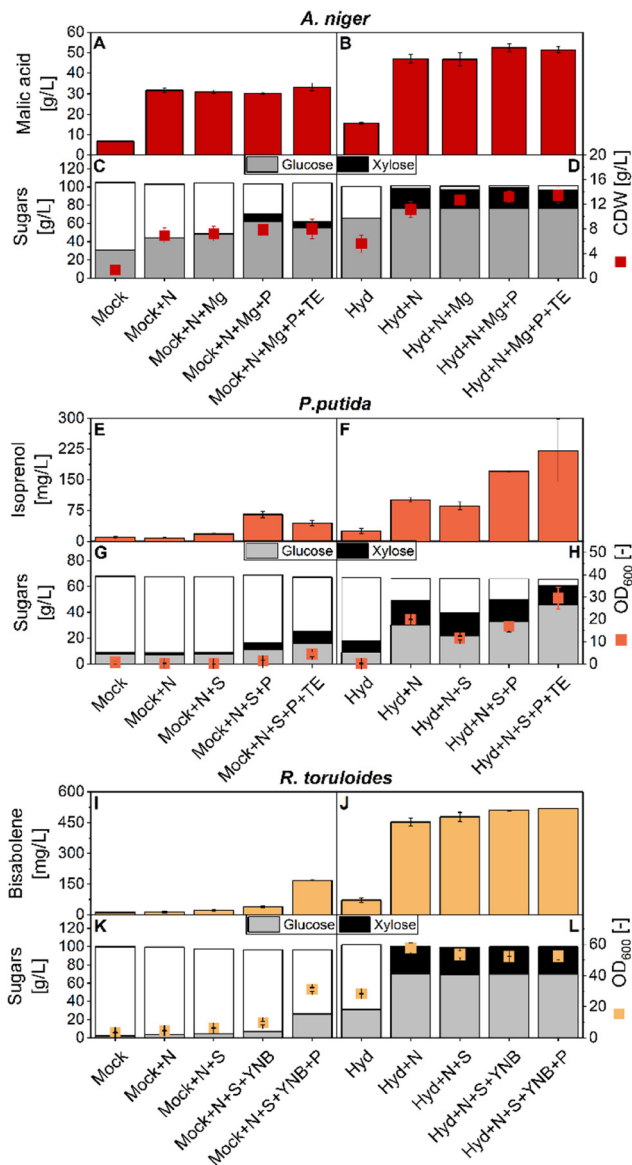 A. niger
A B
Malic acid [g/L]
60
50
40
30
20
10
0
C Glucose Xylose D
Sugars [g/L]
120
100
80
60
40
20
0
CDW [g/L]
20
16
12
8
4
0
Mock
Mock+N
Mock+N+Mg
Mock+N+Mg+P
Mock+N+Mg+P+TE
Hyd
Hyd+N
Hyd+N+Mg
Hyd+N+Mg+P
Hyd+N+Mg+P+TE
P.putida
E F
Isoprenol [mg/L]
300
225
150
75
0
G Glucose Xylose H
Sugars [g/L]
80
60
40
20
0
OD600 [-]
50
40
30
20
10
0
Mock
Mock+N
Mock+N+S
Mock+N+S+P
Mock+N+S+P+TE
Hyd
Hyd+N
Hyd+N+S
Hyd+N+S+P
Hyd+N+S+P+TE
R. toruloides
I J
Bisabolene [mg/L]
600
450
300
150
0
K Glucose Xylose L
Sugars [g/L]
120
100
80
60
40
20
0
OD600 [-]
60
40
20
0
Mock
Mock+N
Mock+N+S
Mock+N+S+YNB
Mock+N+S+YNB+P
Hyd
Hyd+N
Hyd+N+S
Hyd+N+S+YNB
Hyd+N+S+YNB+P